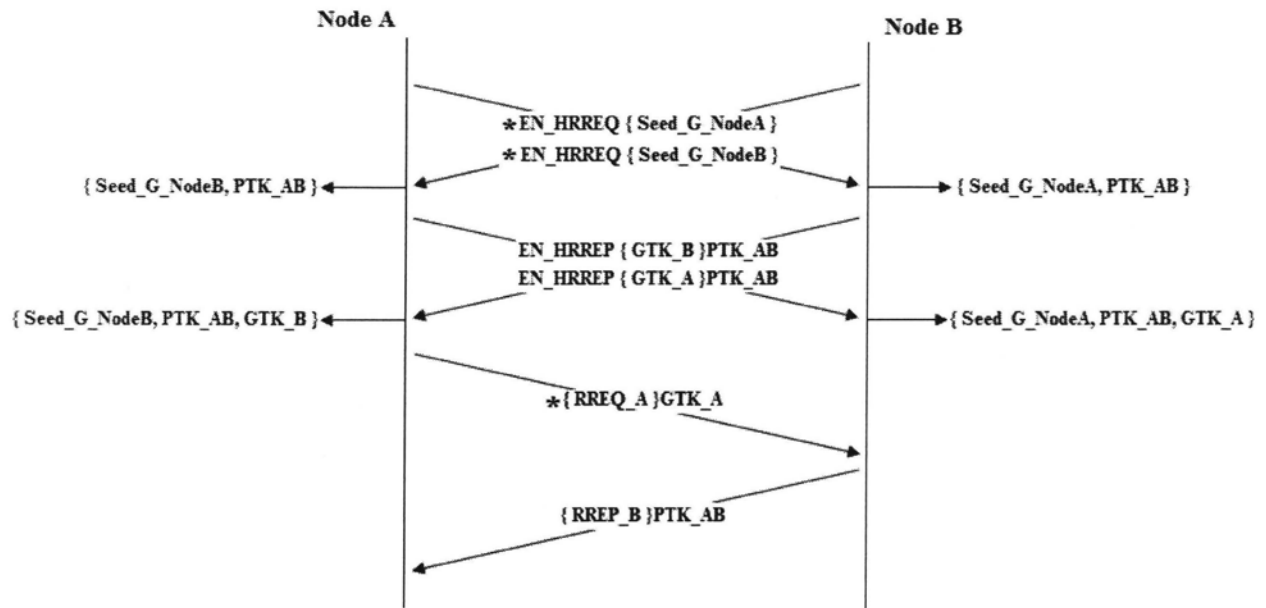 Node A
Node B
*EN_HRREQ { Seed_G_NodeA }
*EN_HRREQ { Seed_G_NodeB }
{ Seed_G_NodeB, PTK_AB }
{ Seed_G_NodeA, PTK_AB }
EN_HRREP { GTK_B }PTK_AB
EN_HRREP { GTK_A }PTK_AB
{ Seed_G_NodeB, PTK_AB, GTK_B }
{ Seed_G_NodeA, PTK_AB, GTK_A }
*{ RREQ_A }GTK_A
{ RREP_B }PTK_AB